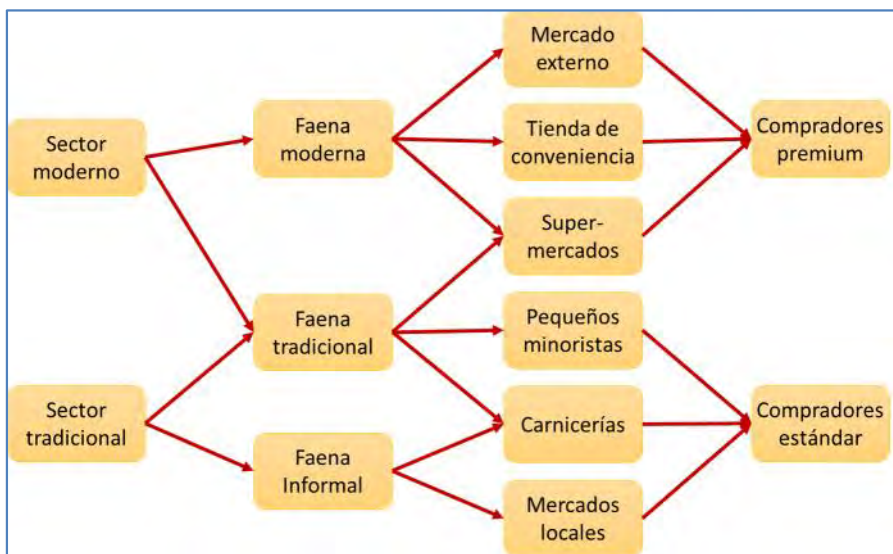 Sector
moderno
Sector
tradicional
Faena
moderna
Faena
tradicional
Faena
Informal
Mercado
externo
Tienda de
conveniencia
Super-
mercados
Pequeños
minoristas
Carnicerías
Mercados
locales
Compradores
premium
Compradores
estándar